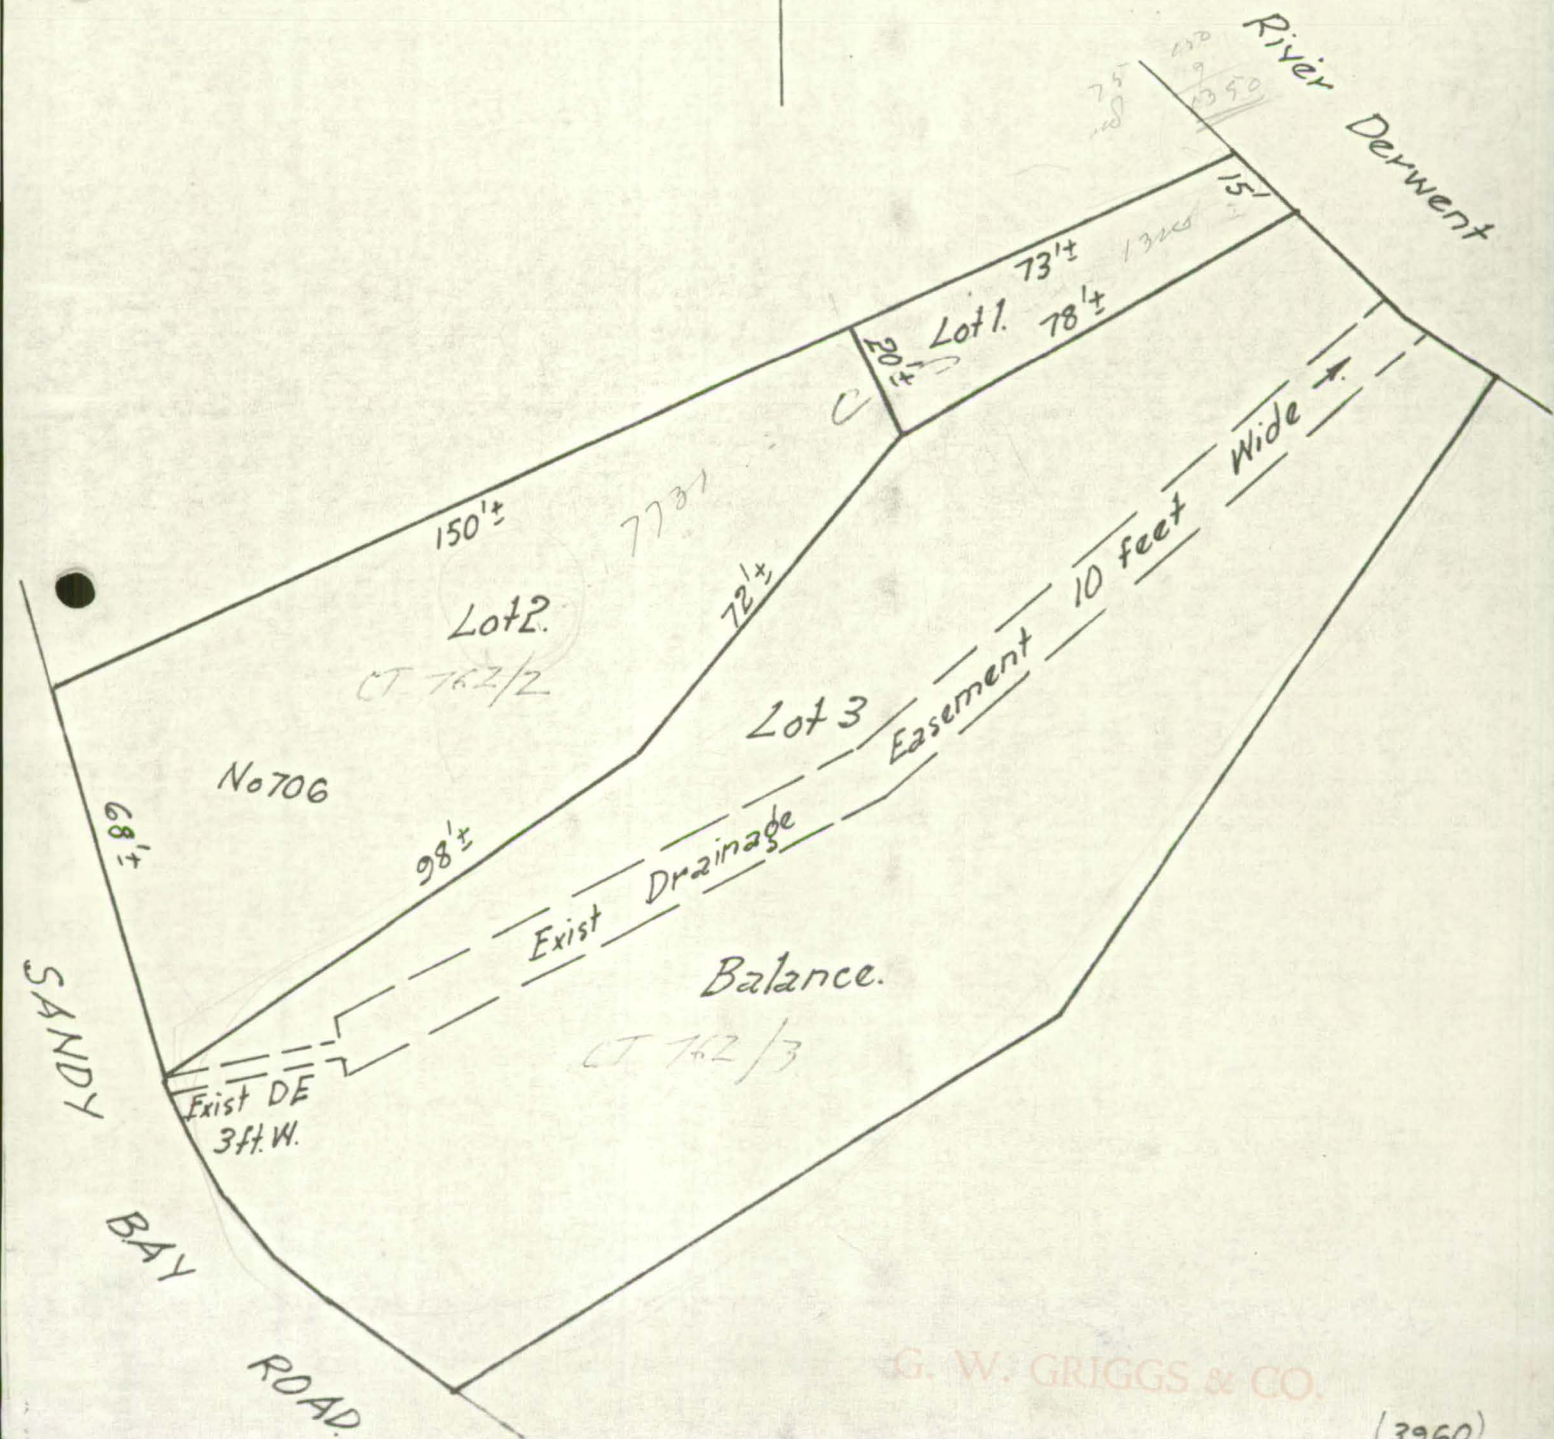 River Derwent
15'±
73'±
Lot 1.
78'±
20'±
C
150'±
7731
Lot 2.
CT 762/2
72'±
10 feet Wide
Lot 3
Exist Drainage Easement
No 706
68'±
98'±
Balance.
CT 762/3
Exist DE
3ft. W.
SANDY BAY ROAD.
G. W. GRIGGS & CO.
(3960)